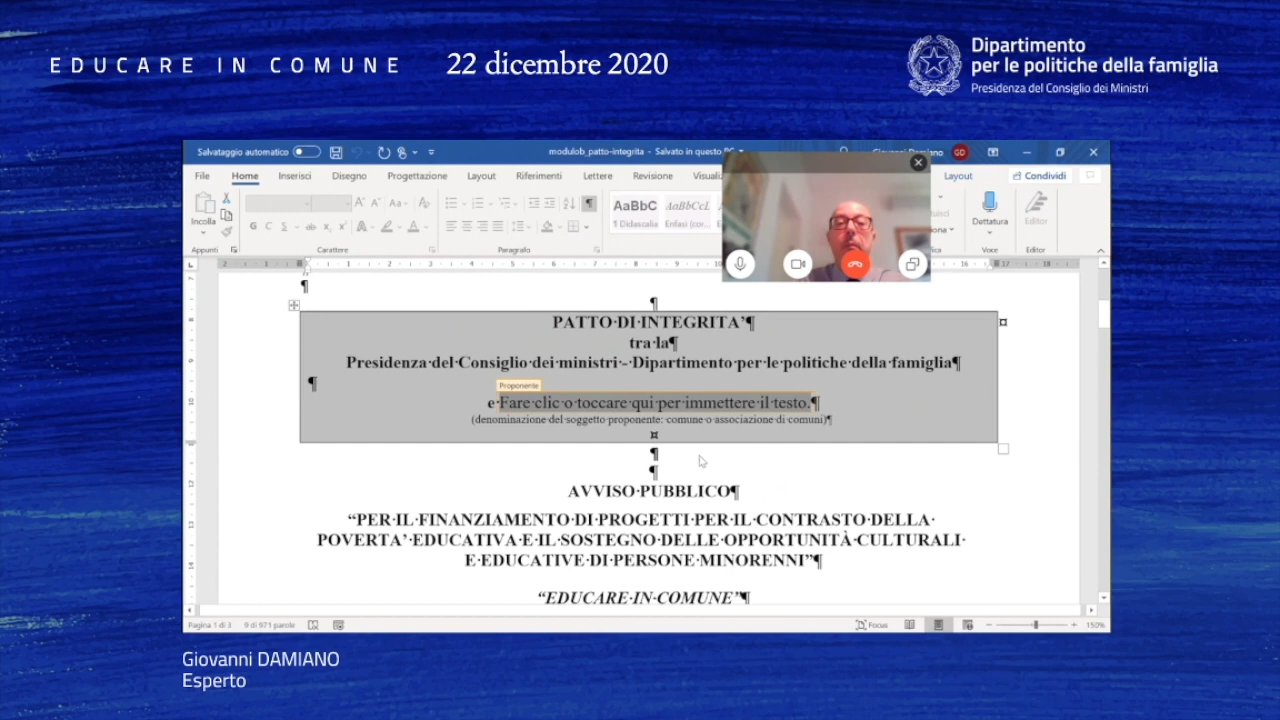 EDUCARE IN COMUNE
22 dicembre 2020
Dipartimento
per le politiche della famiglia
Presidenza del Consiglio dei Ministri
Salvataggio automatico
modulob_patto-integrita - Salvato in questo
Giovanni Damiano
GD
File Home Inserisci Disegno Progettazione Layout Riferimenti Lettere Revisione Visualiz
Layout
Condividi
Incolla
AaBbC
AaBbCcL
¶ Didascalia
Enfasi (cor...
Dettatura
Editor
Appunti
Carattere
Paragrafo
Voce
Editor
¶
¶
PATTO·DI·INTEGRITA’¶
tra·la¶
Presidenza·del·Consiglio·dei·ministri·-·Dipartimento·per·le·politiche·della·famiglia¶
¶
Proponente
e·Fare·clic·o·toccare·qui·per·immettere·il·testo.¶
(denominazione·del·soggetto·proponente:·comune·o·associazione·di·comuni)¶
¤
¶
¶
AVVISO·PUBBLICO¶
“PER·IL·FINANZIAMENTO·DI·PROGETTI·PER·IL·CONTRASTO·DELLA·
POVERTA’·EDUCATIVA·E·IL·SOSTEGNO·DELLE·OPPORTUNITÀ·CULTURALI·
E·EDUCATIVE·DI·PERSONE·MINORENNI”¶
“EDUCARE·IN·COMUNE”¶
Pagina 1 di 3
9 di 971 parole
Focus
150%
Giovanni DAMIANO
Esperto